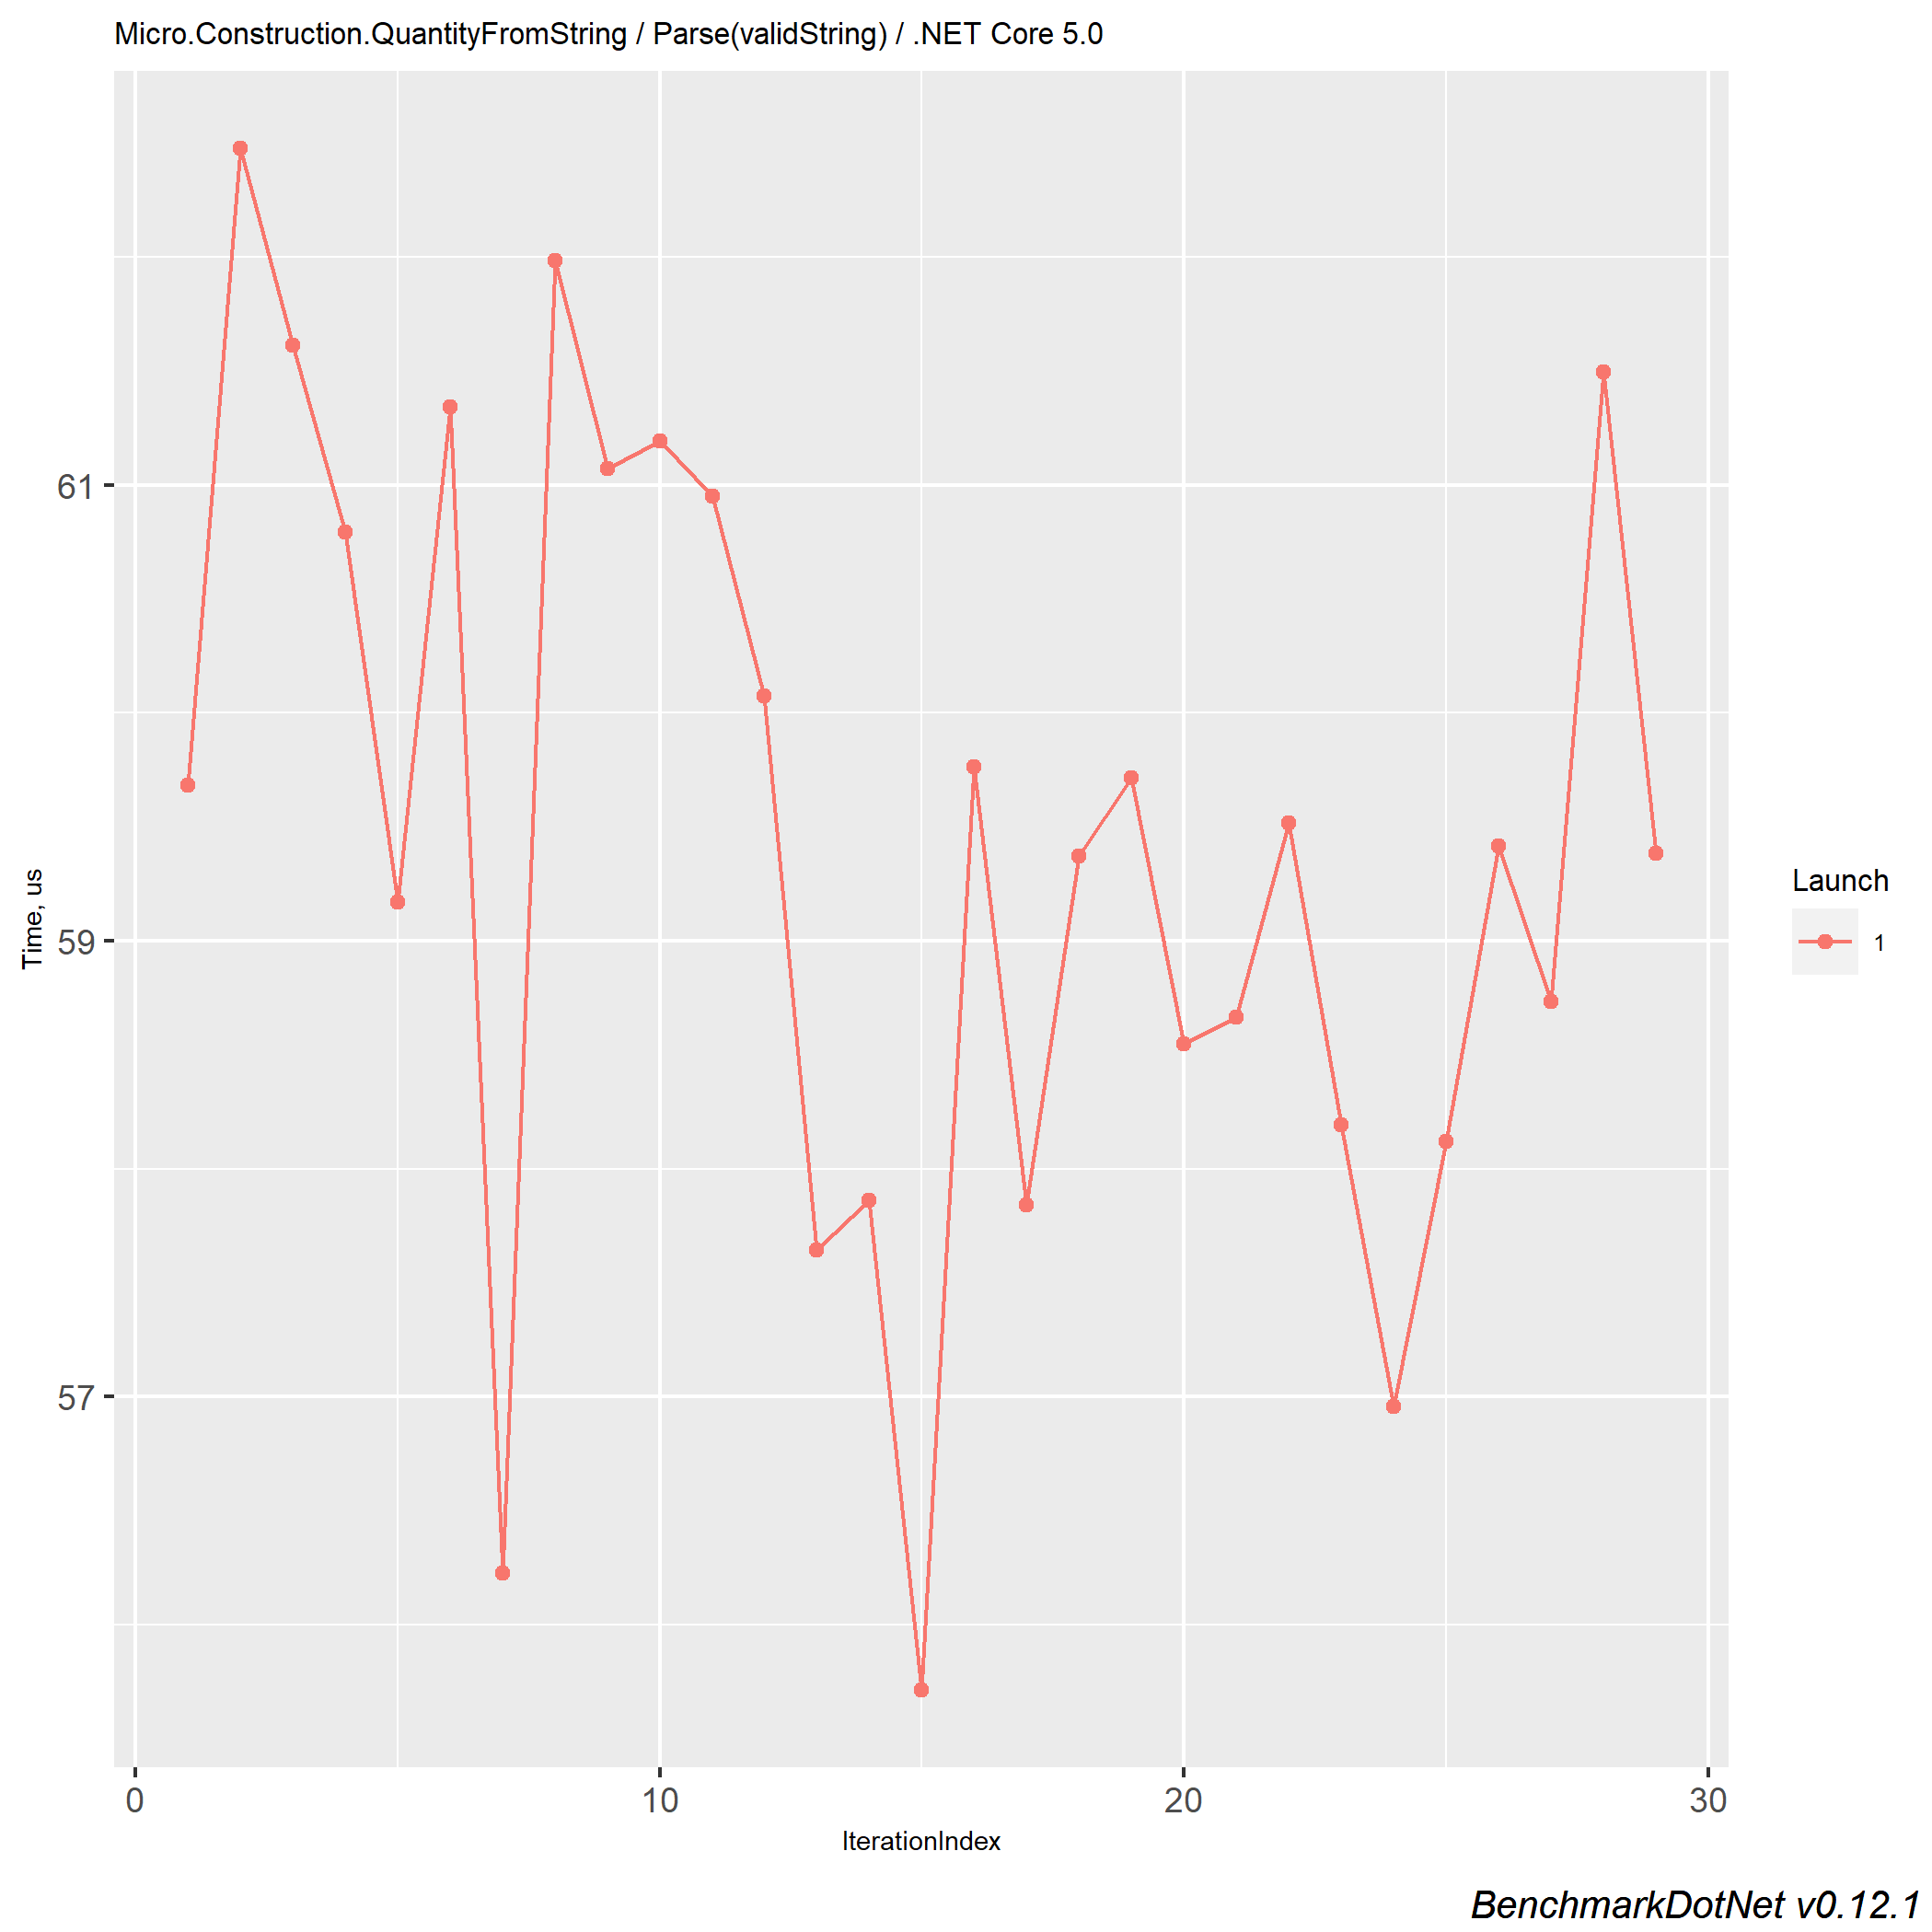 Micro.Construction.QuantityFromString / Parse(validString) / .NET Core 5.0
61
59
57
Time, us
0 10 20 30
IterationIndex
Launch
1
BenchmarkDotNet v0.12.1